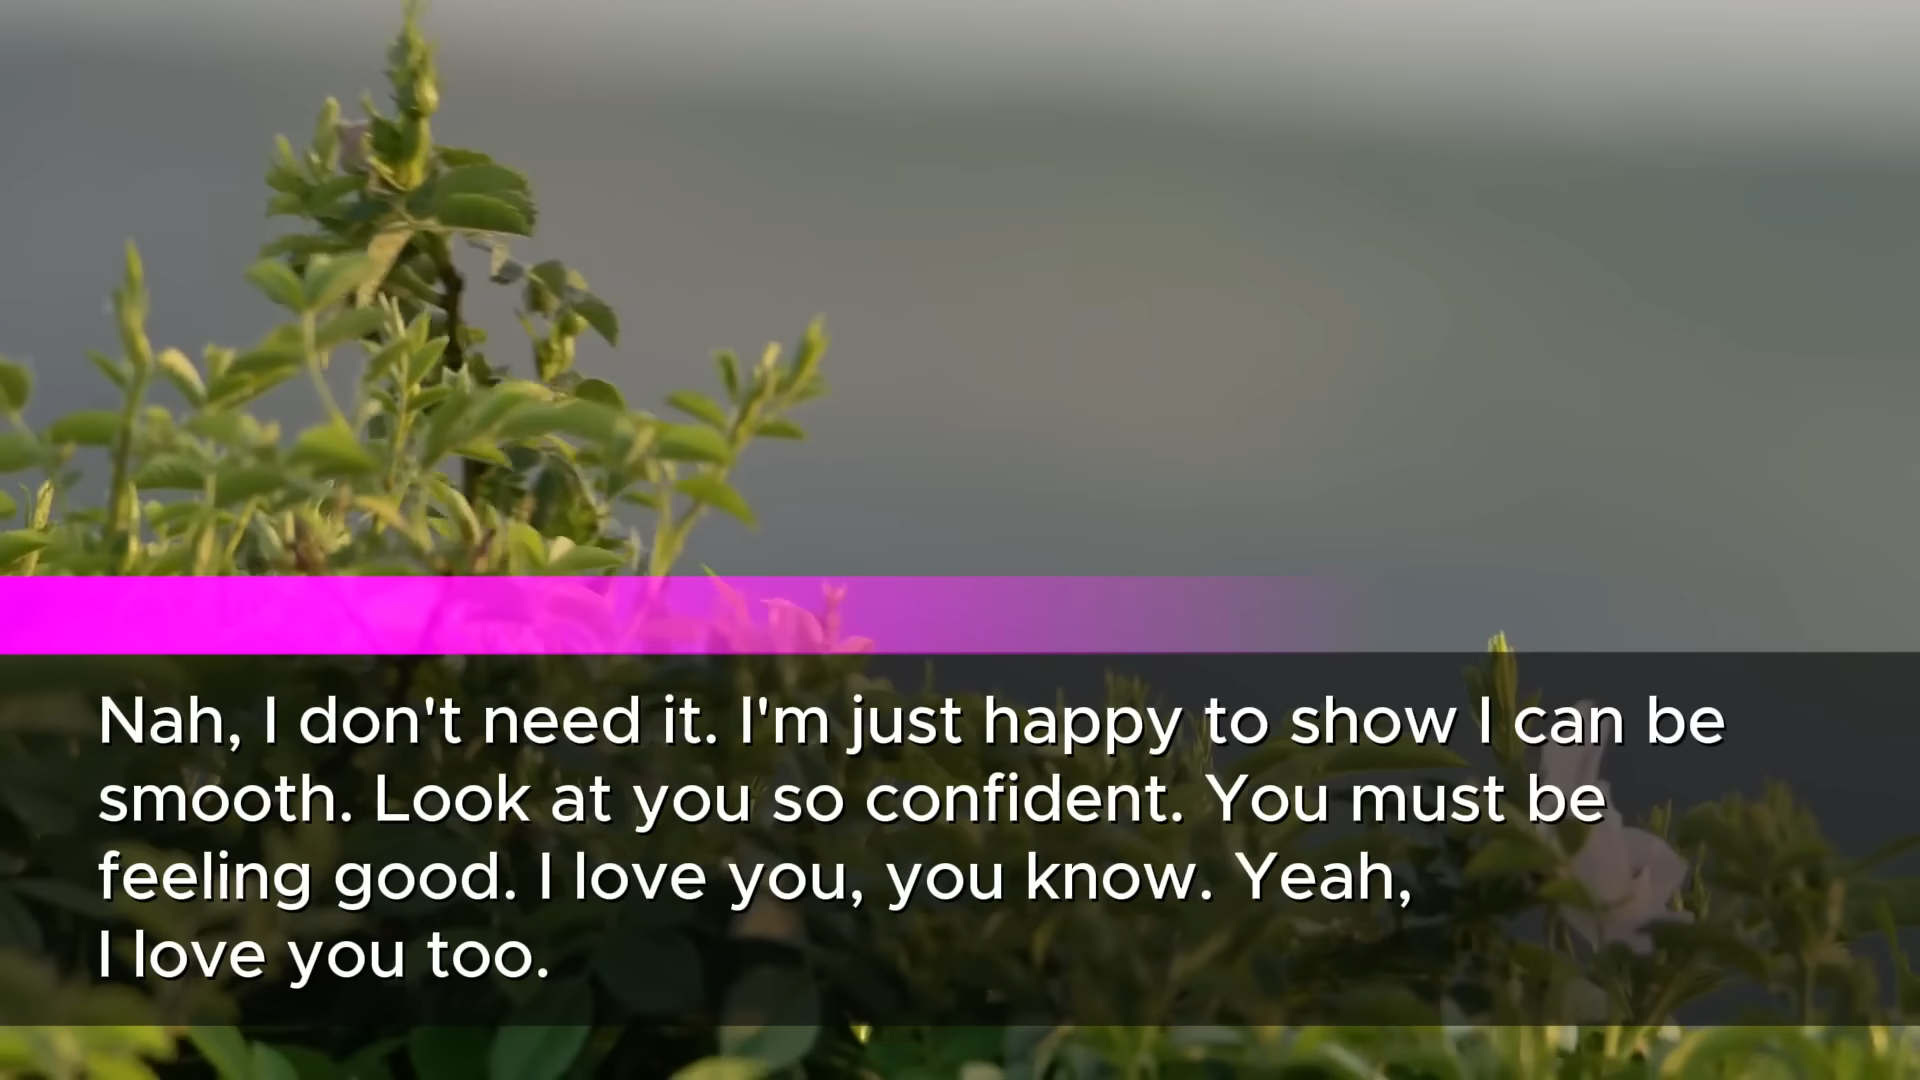 Nah, I don't need it. I'm just happy to show I can be
smooth. Look at you so confident. You must be
feeling good. I love you, you know. Yeah,
I love you too.